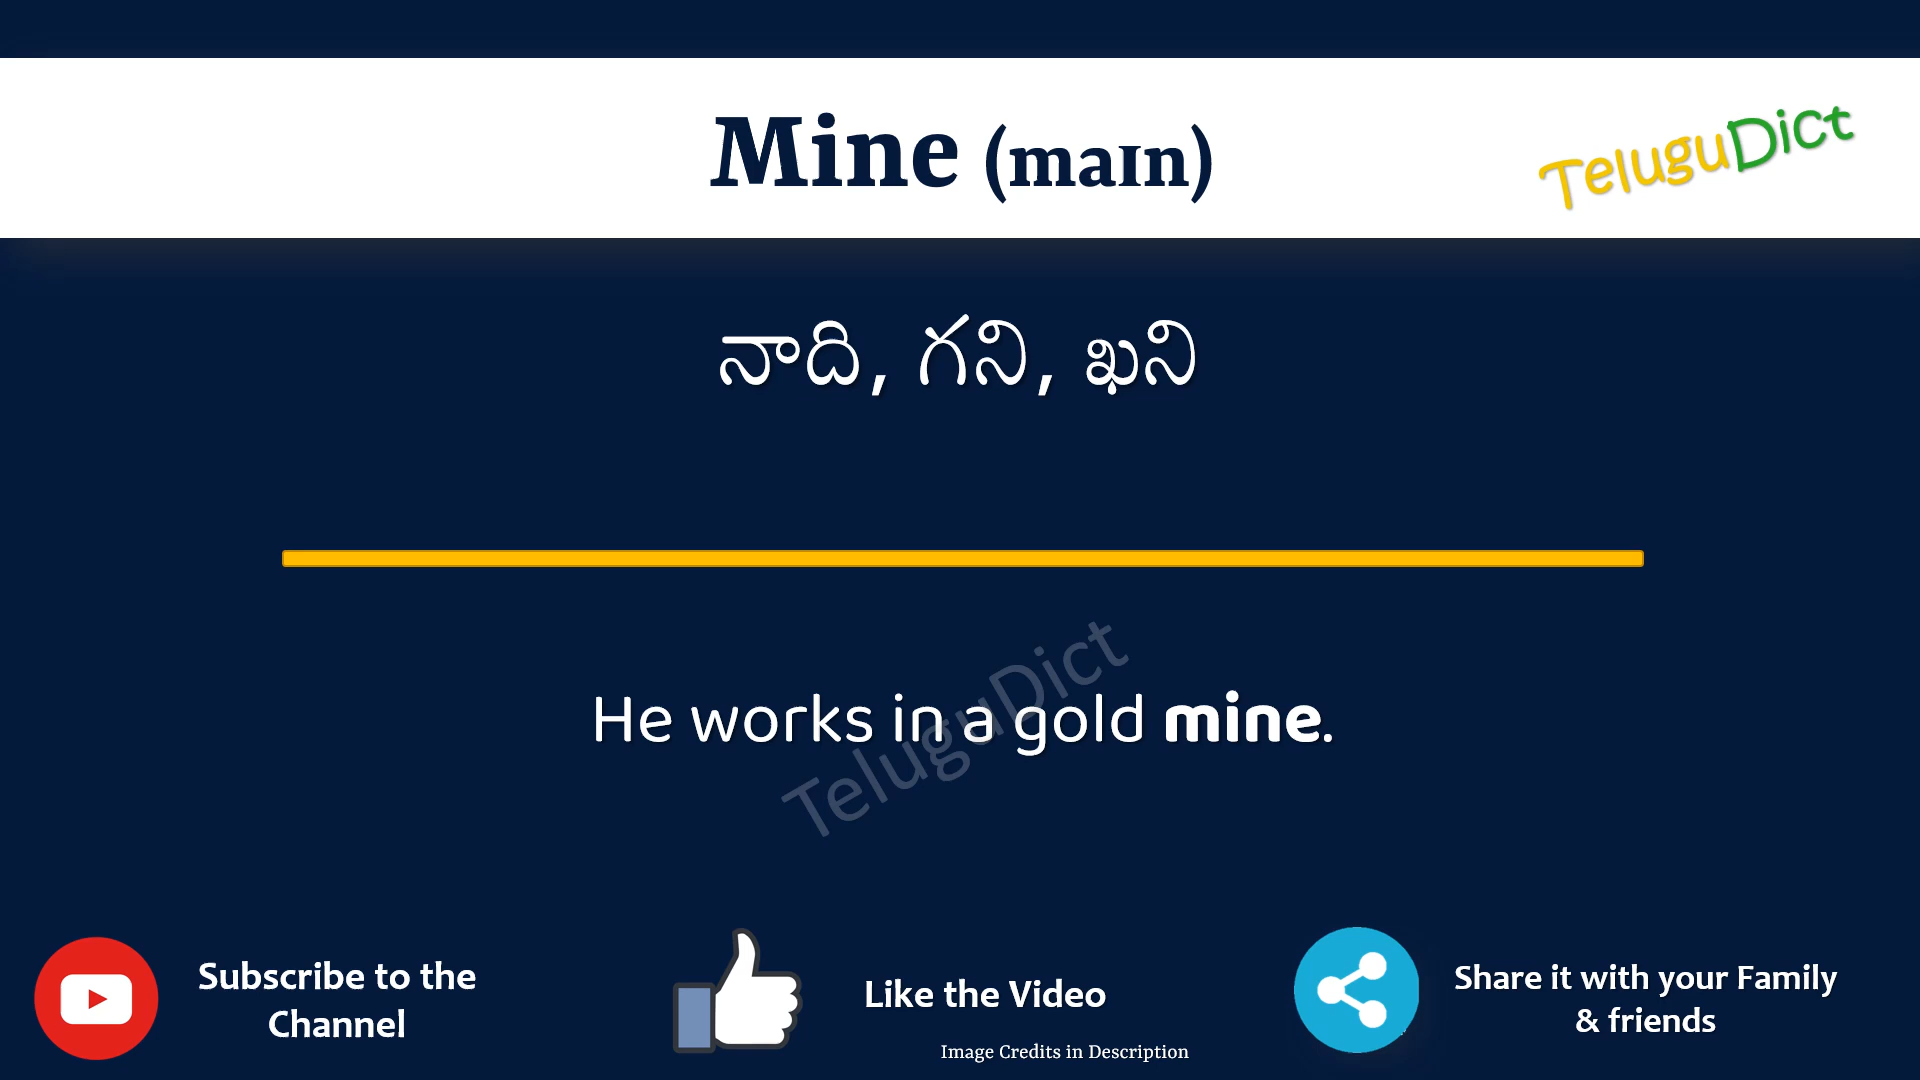 Mine (maɪn)
TeluguDict
నాది, గని, ఖని
He works in a gold mine.
TeluguDict
Subscribe to the
Channel
Like the Video
Share it with your Family
& friends
Image Credits in Description